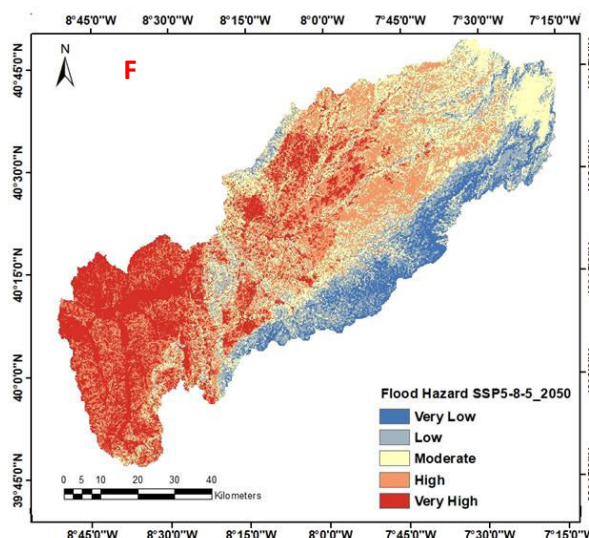 8°45'0"W 8°30'0"W 8°15'0"W 8°0'0"W 7°45'0"W 7°30'0"W 7°15'0"W
N
F
40°45'0"N
40°30'0"N
40°15'0"N
40°0'0"N
39°45'0"N
Flood Hazard SSP5-8-5_2050
Very Low
Low
Moderate
High
Very High
0 5 10 20 30 40
Kilometers
8°45'0"W 8°30'0"W 8°15'0"W 8°0'0"W 7°45'0"W 7°30'0"W 7°15'0"W